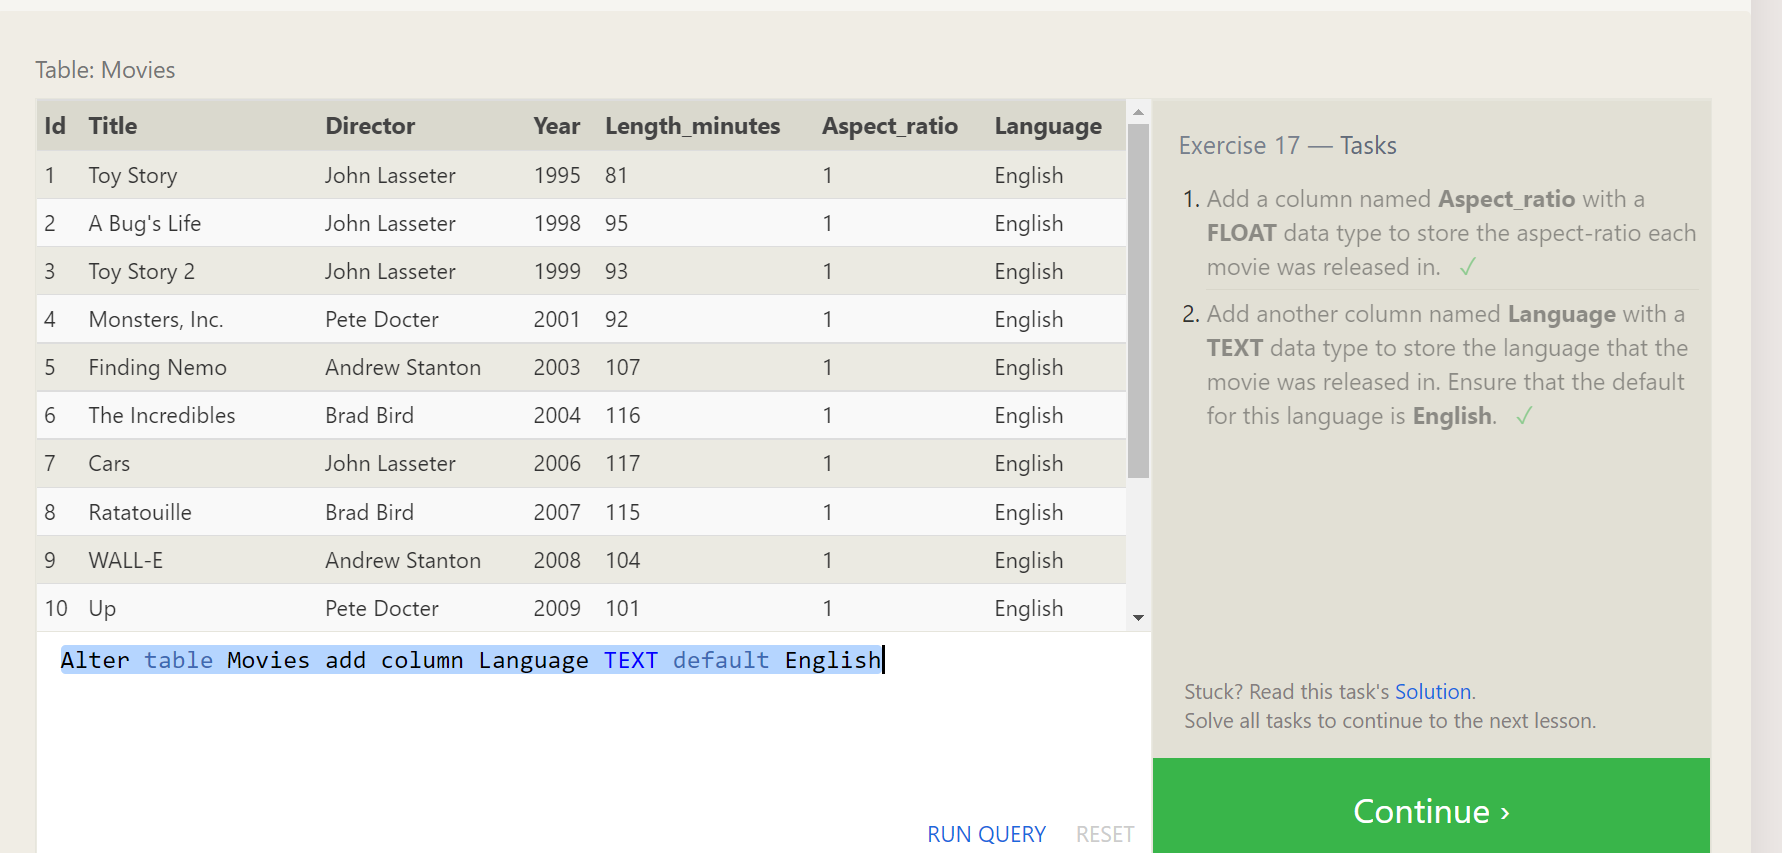 Table: Movies
Id Title Director Year Length_minutes Aspect_ratio Language
1 Toy Story John Lasseter 1995 81 1 English
2 A Bug's Life John Lasseter 1998 95 1 English
3 Toy Story 2 John Lasseter 1999 93 1 English
4 Monsters, Inc. Pete Docter 2001 92 1 English
5 Finding Nemo Andrew Stanton 2003 107 1 English
6 The Incredibles Brad Bird 2004 116 1 English
7 Cars John Lasseter 2006 117 1 English
8 Ratatouille Brad Bird 2007 115 1 English
9 WALL-E Andrew Stanton 2008 104 1 English
10 Up Pete Docter 2009 101 1 English
Alter table Movies add column Language TEXT default English
RUN QUERY RESET
Exercise 17 — Tasks
1. Add a column named Aspect_ratio with a
FLOAT data type to store the aspect-ratio each
movie was released in. ✓
2. Add another column named Language with a
TEXT data type to store the language that the
movie was released in. Ensure that the default
for this language is English. ✓
Stuck? Read this task's Solution.
Solve all tasks to continue to the next lesson.
Continue ›